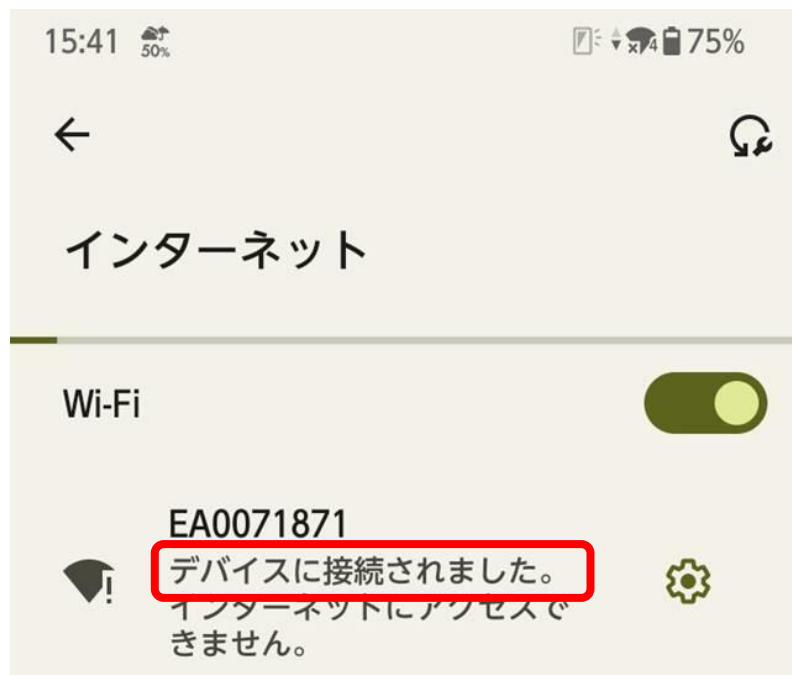 15:41
50%
4
75%
インターネット
Wi-Fi
EA0071871
デバイスに接続されました。
インターネットにアクセスで
きません。